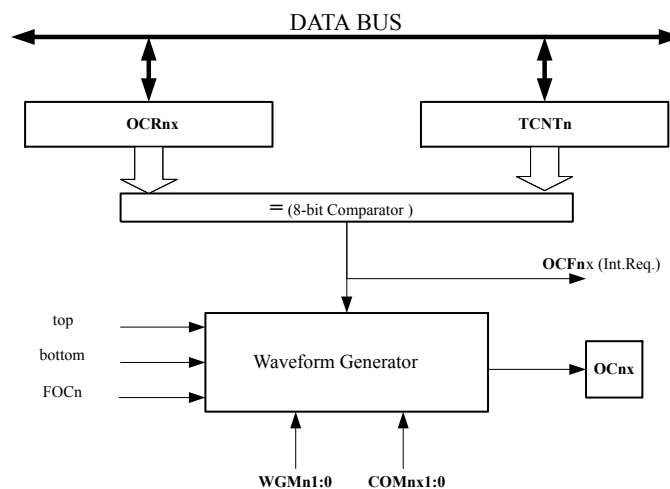 DATA BUS
OCRnx
TCNTn
= (8-bit Comparator )
OCFnx (Int.Req.)
top
bottom
FOCn
Waveform Generator
OCnx
WGMn1:0
COMnx1:0